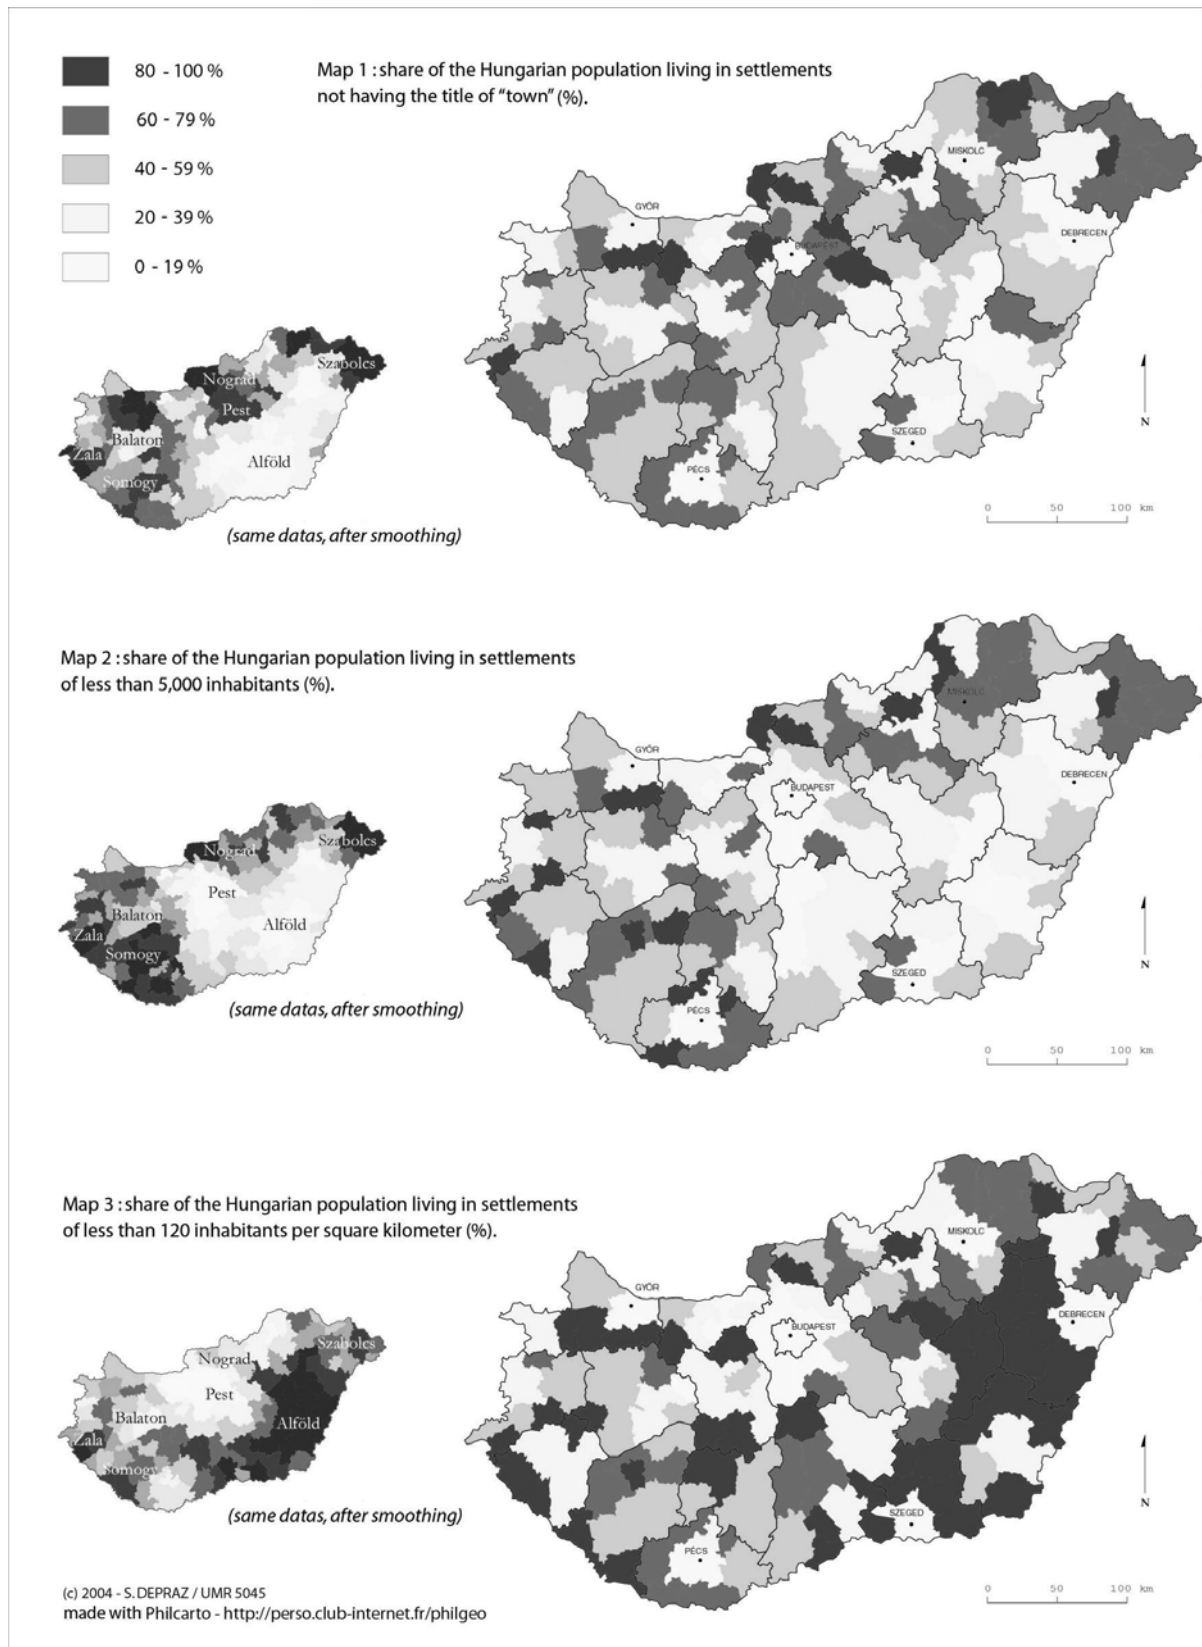 80 - 100 %
60 - 79 %
40 - 59 %
20 - 39 %
0 - 19 %
Map 1 : share of the Hungarian population living in settlements
not having the title of "town" (%).
MISKOLC
GYŐR
DEBRECEN
BUDAPEST
SZEGED
PÉCS
N
0 50 100 km
Szabolcs
Nograd
Pest
Balaton
Zala
Alföld
Somogy
(same datas, after smoothing)
Map 2 : share of the Hungarian population living in settlements
of less than 5,000 inhabitants (%).
MISKOLC
GYŐR
DEBRECEN
BUDAPEST
SZEGED
PÉCS
N
0 50 100 km
Szabolcs
Nograd
Pest
Balaton
Zala
Alföld
Somogy
(same datas, after smoothing)
Map 3 : share of the Hungarian population living in settlements
of less than 120 inhabitants per square kilometer (%).
MISKOLC
GYŐR
DEBRECEN
BUDAPEST
SZEGED
PÉCS
N
0 50 100 km
Szabolcs
Nograd
Pest
Balaton
Alföld
Zala
Somogy
(same datas, after smoothing)
(c) 2004 - S. DEPRAZ / UMR 5045
made with Philcarto - http://perso.club-internet.fr/philgeo